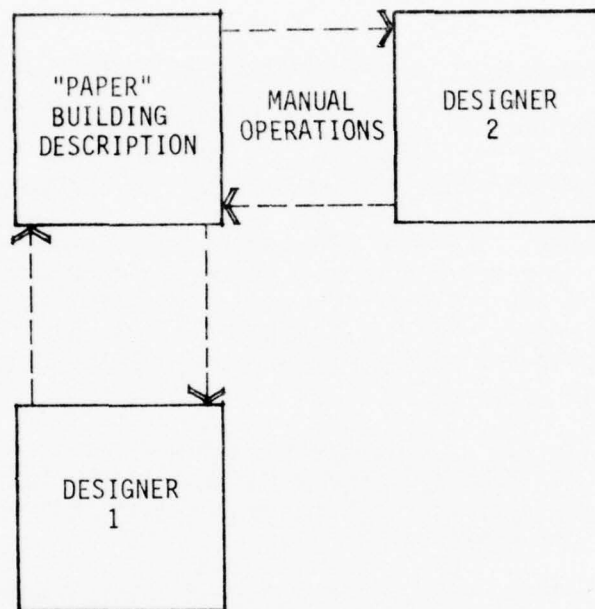 "PAPER"
BUILDING
DESCRIPTION
MANUAL
OPERATIONS
DESIGNER
2
DESIGNER
1